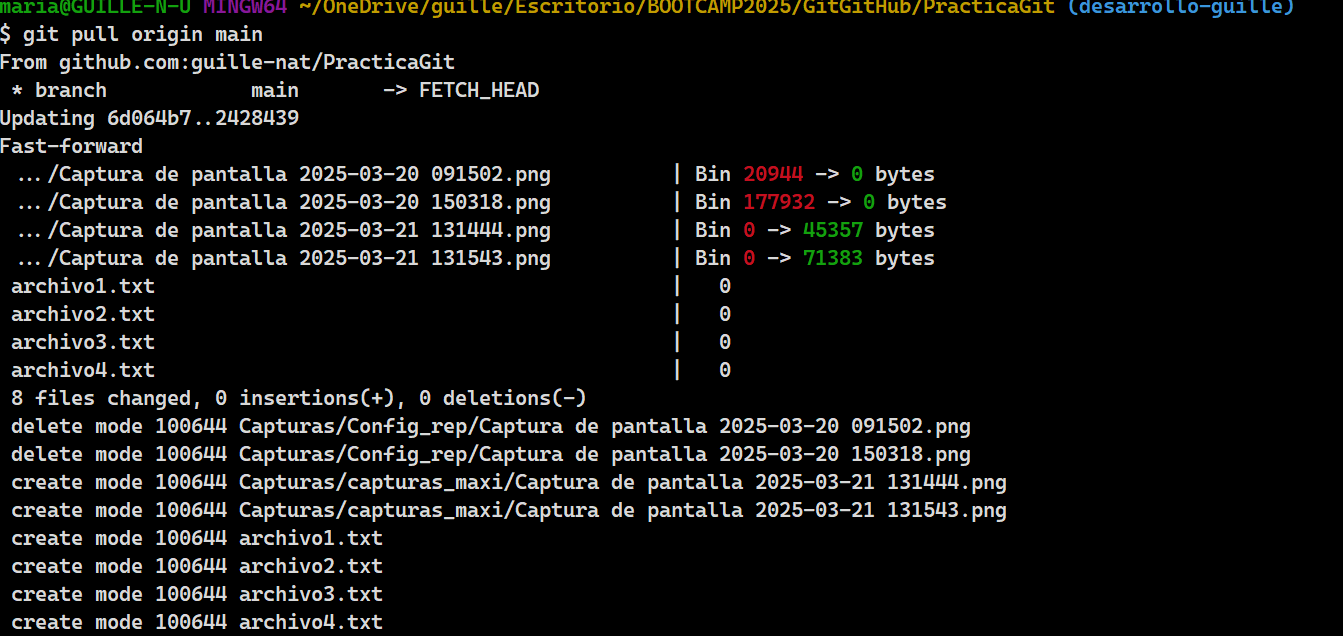 maria@GUILLE-N-U MINGW64 ~/OneDrive/guille/Escritorio/BOOTCAMP2025/GitGitHub/PracticaGit (desarrollo-guille)
$ git pull origin main
From github.com:guille-nat/PracticaGit
 * branch            main       -> FETCH_HEAD
Updating 6d064b7..2428439
Fast-forward
 .../Captura de pantalla 2025-03-20 091502.png          | Bin 20944 -> 0 bytes
 .../Captura de pantalla 2025-03-20 150318.png          | Bin 177932 -> 0 bytes
 .../Captura de pantalla 2025-03-21 131444.png          | Bin 0 -> 45357 bytes
 .../Captura de pantalla 2025-03-21 131543.png          | Bin 0 -> 71383 bytes
 archivo1.txt                                           |   0
 archivo2.txt                                           |   0
 archivo3.txt                                           |   0
 archivo4.txt                                           |   0
 8 files changed, 0 insertions(+), 0 deletions(-)
 delete mode 100644 Capturas/Config_rep/Captura de pantalla 2025-03-20 091502.png
 delete mode 100644 Capturas/Config_rep/Captura de pantalla 2025-03-20 150318.png
 create mode 100644 Capturas/capturas_maxi/Captura de pantalla 2025-03-21 131444.png
 create mode 100644 Capturas/capturas_maxi/Captura de pantalla 2025-03-21 131543.png
 create mode 100644 archivo1.txt
 create mode 100644 archivo2.txt
 create mode 100644 archivo3.txt
 create mode 100644 archivo4.txt